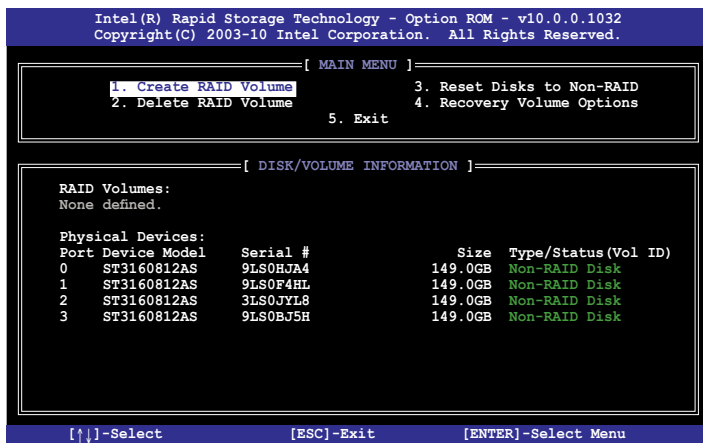 Intel(R) Rapid Storage Technology - Option ROM - v10.0.0.1032
Copyright(C) 2003-10 Intel Corporation. All Rights Reserved.
[ MAIN MENU ]
1. Create RAID Volume 3. Reset Disks to Non-RAID
2. Delete RAID Volume 4. Recovery Volume Options
5. Exit
[ DISK/VOLUME INFORMATION ]
RAID Volumes:
None defined.
Physical Devices:
Port Device Model Serial # Size Type/Status(Vol ID)
0 ST3160812AS 9LS0HJA4 149.0GB Non-RAID Disk
1 ST3160812AS 9LS0F4HL 149.0GB Non-RAID Disk
2 ST3160812AS 3LS0JYL8 149.0GB Non-RAID Disk
3 ST3160812AS 9LS0BJ5H 149.0GB Non-RAID Disk
[↑↓]-Select [ESC]-Exit [ENTER]-Select Menu